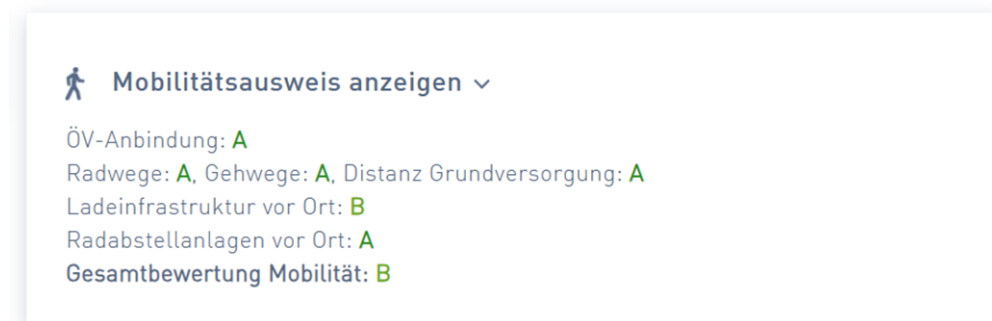 Mobilitätsausweis anzeigen
ÖV-Anbindung: A
Radwege: A, Gehwege: A, Distanz Grundversorgung: A
Ladeinfrastruktur vor Ort: B
Radabstellanlagen vor Ort: A
Gesamtbewertung Mobilität: B